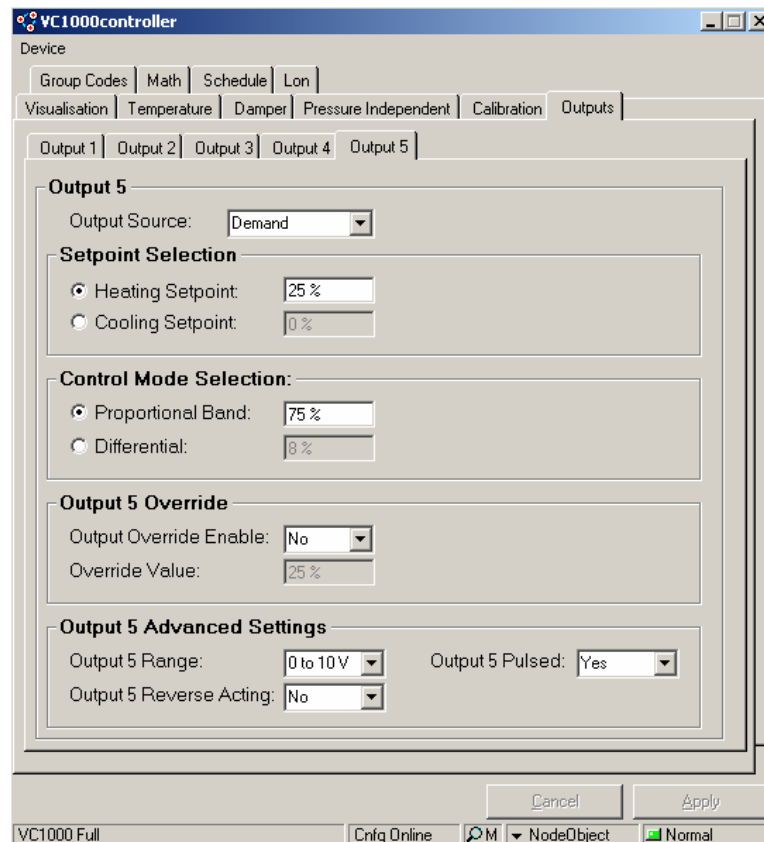 VC1000controller
Device
Group Codes Math Schedule Lon
Visualisation Temperature Damper Pressure Independent Calibration Outputs
Output 1 Output 2 Output 3 Output 4 Output 5
Output 5
Output Source: Demand
Setpoint Selection
Heating Setpoint: 25 %
Cooling Setpoint: 0 %
Control Mode Selection:
Proportional Band: 75 %
Differential: 8 %
Output 5 Override
Output Override Enable: No
Override Value: 25 %
Output 5 Advanced Settings
Output 5 Range: 0 to 10 V Output 5 Pulsed: Yes
Output 5 Reverse Acting: No
Cancel Apply
VC1000 Full Cnfg Online M NodeObject Normal